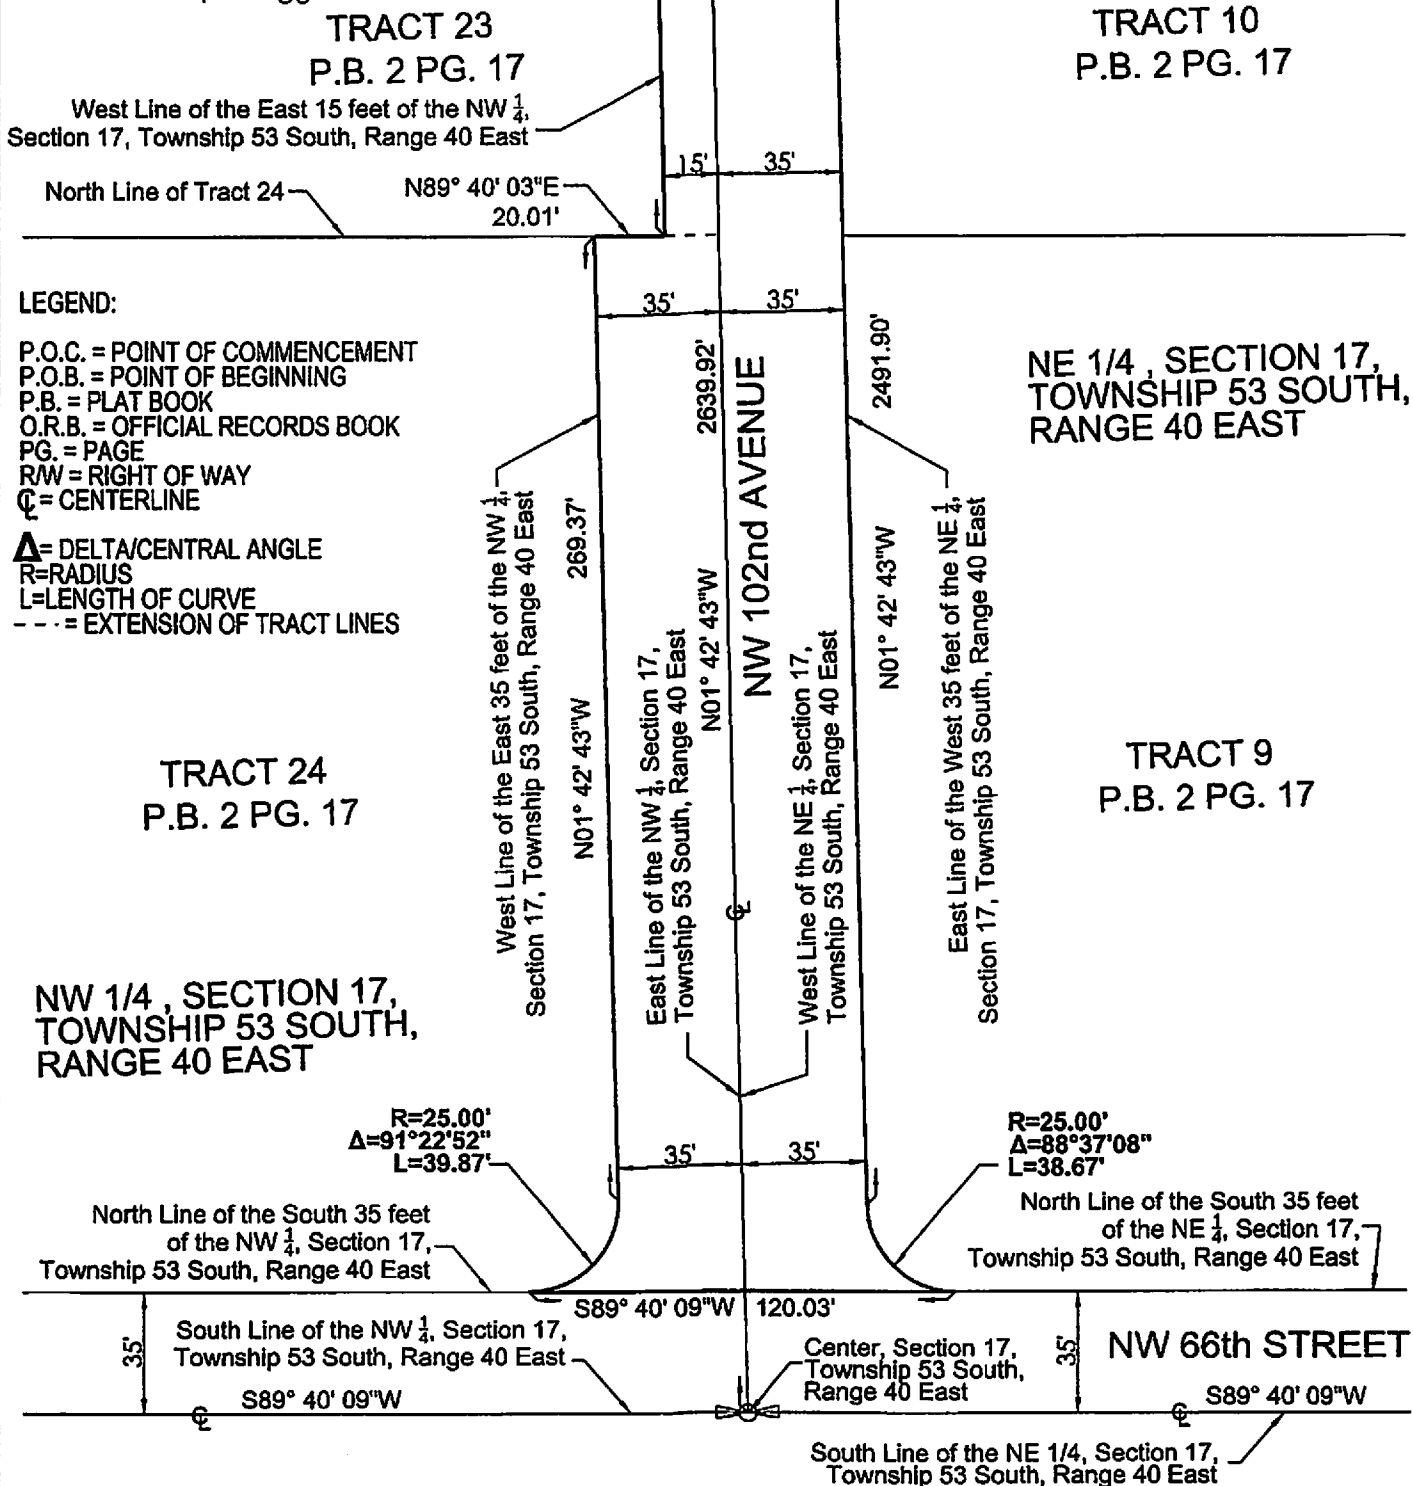 TRACT 23
P.B. 2 PG. 17
TRACT 10
P.B. 2 PG. 17
West Line of the East 15 feet of the NW 1/4,
Section 17, Township 53 South, Range 40 East
15'
35'
North Line of Tract 24
N89° 40' 03"E
20.01'
LEGEND:
P.O.C. = POINT OF COMMENCEMENT
P.O.B. = POINT OF BEGINNING
P.B. = PLAT BOOK
O.R.B. = OFFICIAL RECORDS BOOK
PG. = PAGE
R/W = RIGHT OF WAY
℄ = CENTERLINE
Δ= DELTA/CENTRAL ANGLE
R=RADIUS
L=LENGTH OF CURVE
- - - = EXTENSION OF TRACT LINES
35'
35'
2639.92'
2491.90'
NW 102nd AVENUE
NE 1/4 , SECTION 17,
TOWNSHIP 53 SOUTH,
RANGE 40 EAST
West Line of the East 35 feet of the NW 1/4,
Section 17, Township 53 South, Range 40 East
269.37'
N01° 42' 43"W
East Line of the NW 1/4, Section 17,
Township 53 South, Range 40 East
N01° 42' 43"W
West Line of the NE 1/4, Section 17,
Township 53 South, Range 40 East
N01° 42' 43"W
East Line of the West 35 feet of the NE 1/4,
Section 17, Township 53 South, Range 40 East
TRACT 24
P.B. 2 PG. 17
TRACT 9
P.B. 2 PG. 17
℄
NW 1/4 , SECTION 17,
TOWNSHIP 53 SOUTH,
RANGE 40 EAST
R=25.00'
Δ=91°22'52"
L=39.87'
35'
35'
R=25.00'
Δ=88°37'08"
L=38.67'
North Line of the South 35 feet
of the NW 1/4, Section 17,
Township 53 South, Range 40 East
North Line of the South 35 feet
of the NE 1/4, Section 17,
Township 53 South, Range 40 East
S89° 40' 09"W
120.03'
35'
South Line of the NW 1/4, Section 17,
Township 53 South, Range 40 East
Center, Section 17,
Township 53 South,
Range 40 East
35'
NW 66th STREET
S89° 40' 09"W
℄
℄
S89° 40' 09"W
South Line of the NE 1/4, Section 17,
Township 53 South, Range 40 East